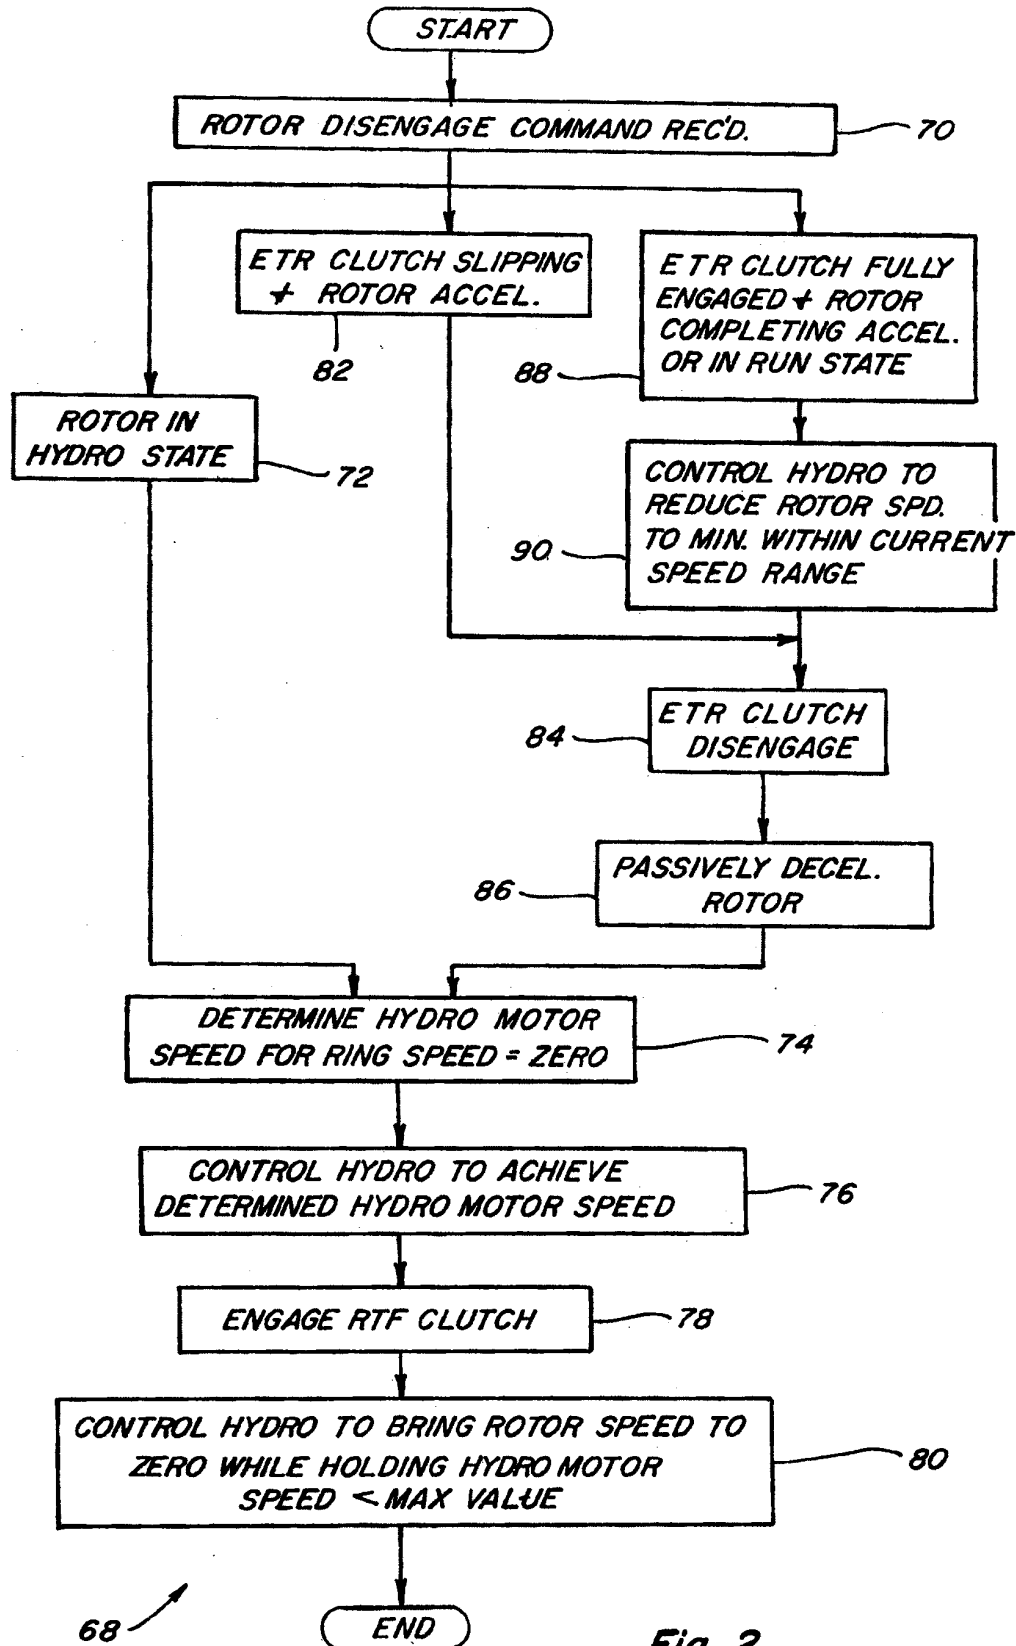 START
ROTOR DISENGAGE COMMAND REC'D.
70
ETR CLUTCH SLIPPING
+ ROTOR ACCEL.
82
ETR CLUTCH FULLY
ENGAGED + ROTOR
COMPLETING ACCEL.
OR IN RUN STATE
88
ROTOR IN
HYDRO STATE
72
CONTROL HYDRO TO
REDUCE ROTOR SPD.
TO MIN. WITHIN CURRENT
SPEED RANGE
90
ETR CLUTCH
DISENGAGE
84
PASSIVELY DECEL.
ROTOR
86
DETERMINE HYDRO MOTOR
SPEED FOR RING SPEED = ZERO
74
CONTROL HYDRO TO ACHIEVE
DETERMINED HYDRO MOTOR SPEED
76
ENGAGE RTF CLUTCH
78
CONTROL HYDRO TO BRING ROTOR SPEED TO
ZERO WHILE HOLDING HYDRO MOTOR
SPEED < MAX VALUE
80
68
END
Fig. 2